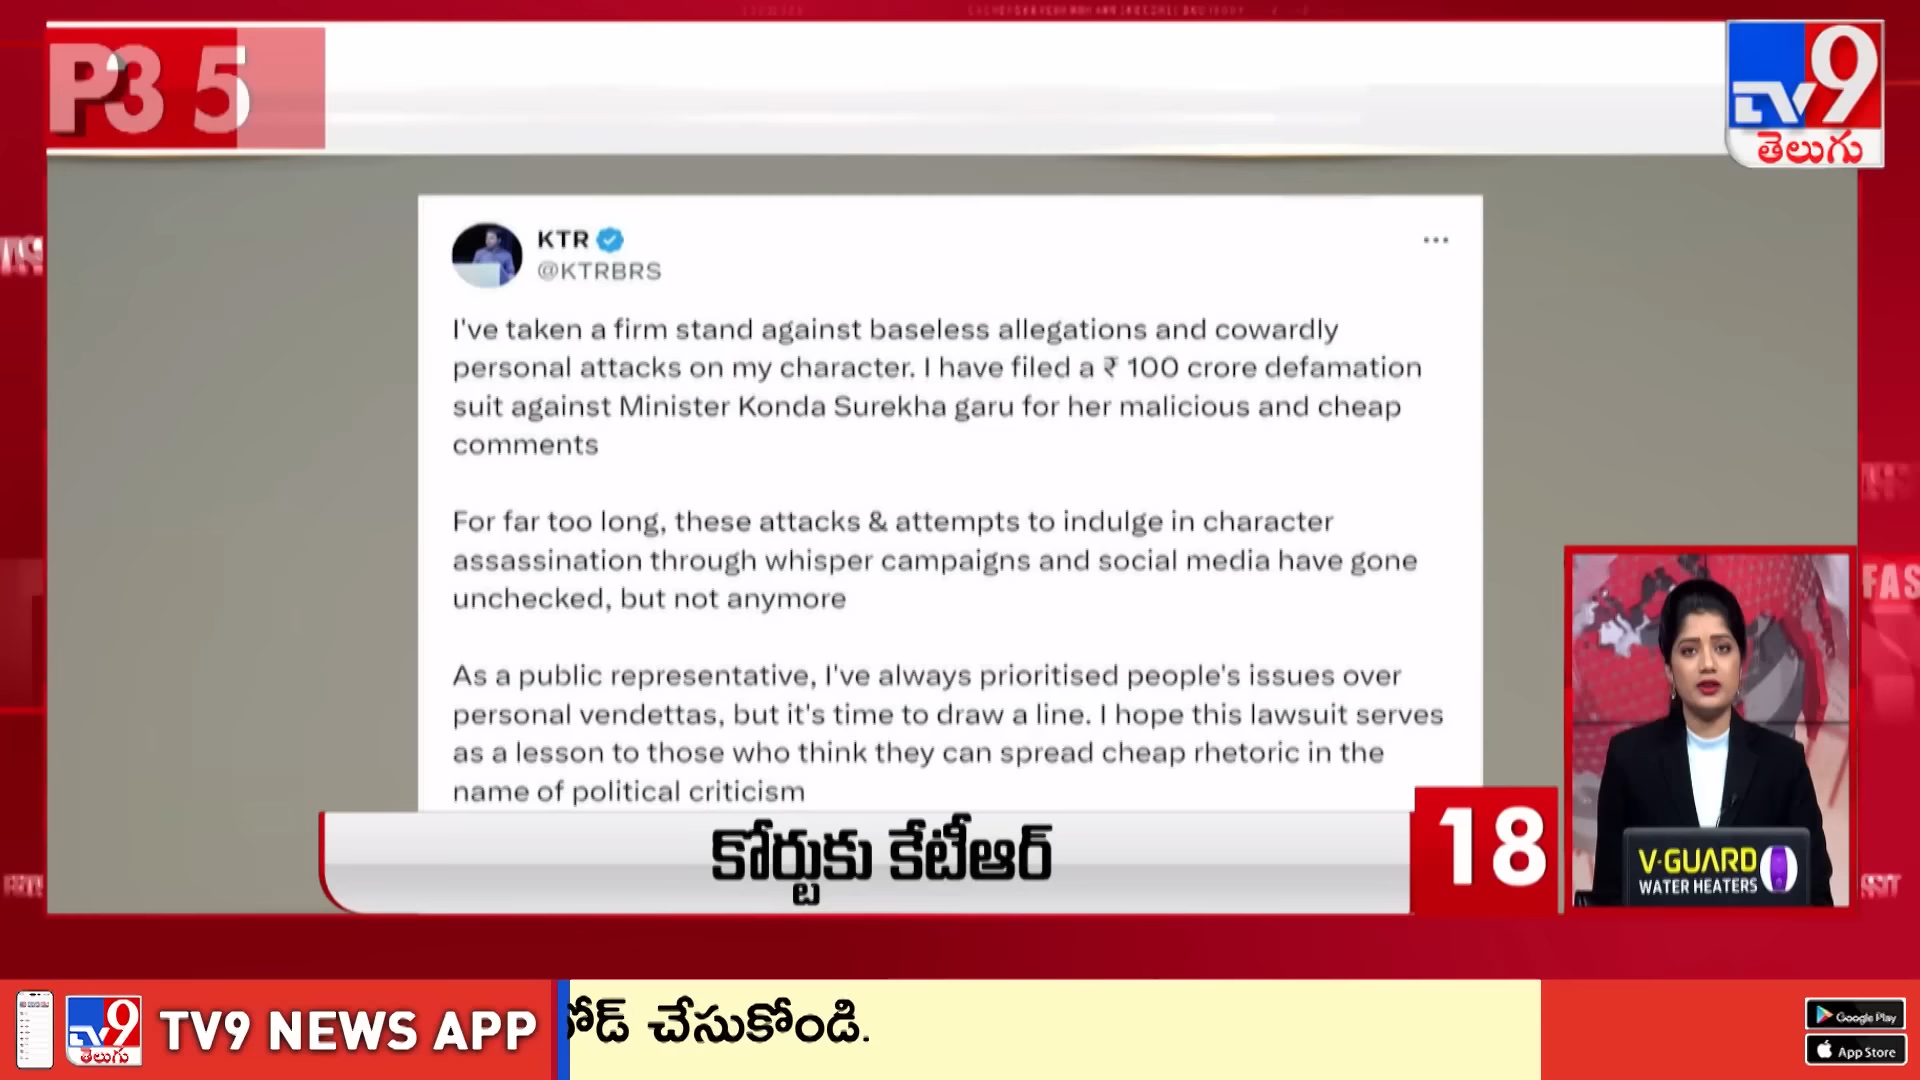 P3 5
TV9
తెలుగు
KTR
@KTRBRS
I've taken a firm stand against baseless allegations and cowardly
personal attacks on my character. I have filed a ₹ 100 crore defamation
suit against Minister Konda Surekha garu for her malicious and cheap
comments
For far too long, these attacks & attempts to indulge in character
assassination through whisper campaigns and social media have gone
unchecked, but not anymore
As a public representative, I've always prioritised people's issues over
personal vendettas, but it's time to draw a line. I hope this lawsuit serves
as a lesson to those who think they can spread cheap rhetoric in the
name of political criticism
కోర్టుకు కేటీఆర్
18
FAS
V-GUARD
WATER HEATERS
TV9
తెలుగు
TV9 NEWS APP
చేసుకోండి.
Google Play
App Store